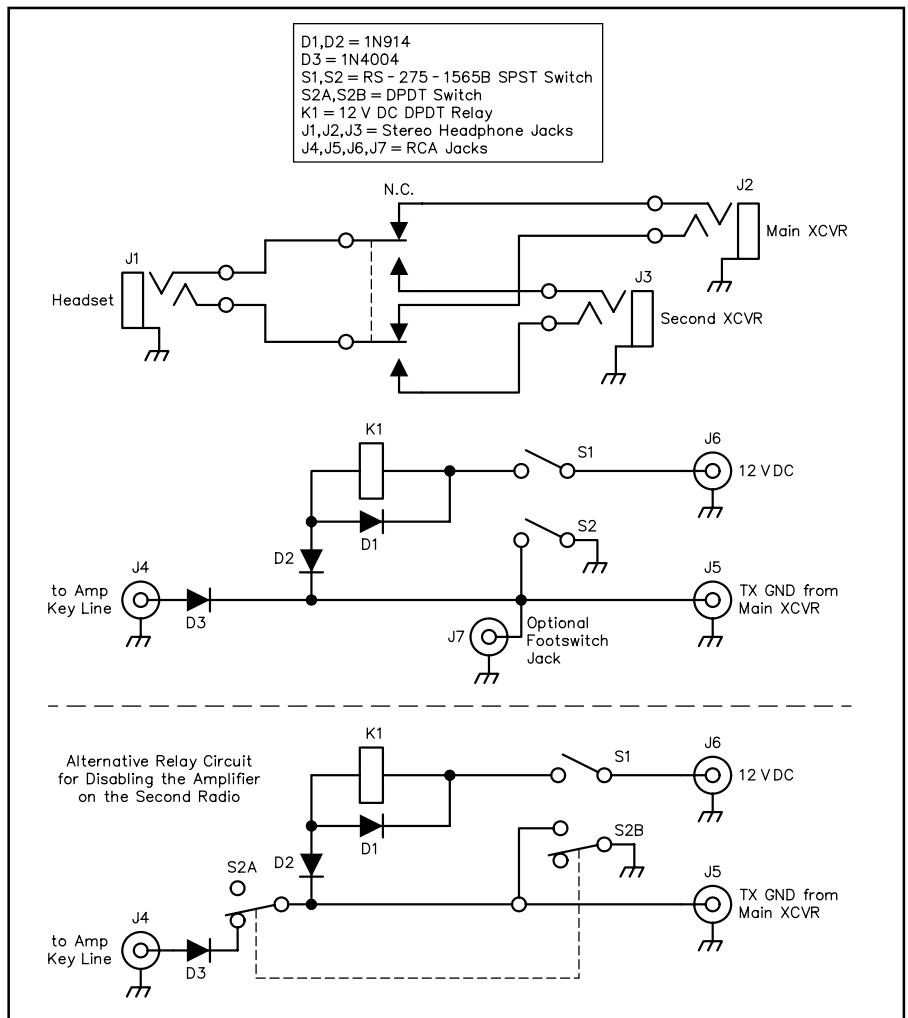 D1,D2 = 1N914
D3 = 1N4004
S1,S2 = RS - 275 - 1565B SPST Switch
S2A,S2B = DPDT Switch
K1 = 12 V DC DPDT Relay
J1,J2,J3 = Stereo Headphone Jacks
J4,J5,J6,J7 = RCA Jacks
N.C.
J2
Main XCVR
J1
Headset
J3
Second XCVR
K1
S1
J6
12 V DC
D1
S2
D2
J4
to Amp
Key Line
D3
J5
TX GND from
Main XCVR
J7
Optional
Footswitch
Jack
Alternative Relay Circuit
for Disabling the Amplifier
on the Second Radio
K1
S1
J6
12 V DC
D1
S2B
D2
S2A
J4
to Amp
Key Line
D3
J5
TX GND from
Main XCVR